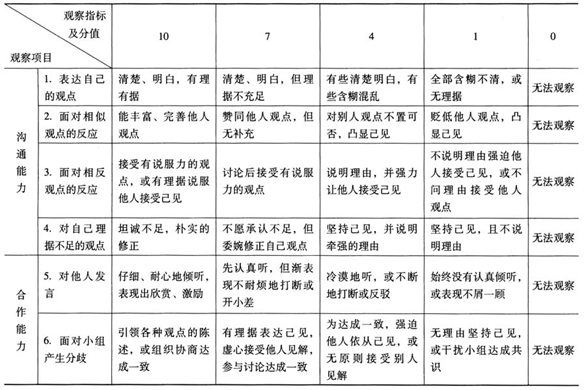 观察指标
及分值
观察项目
10
7
4
1
0
沟通能力
1. 表达自己
的观点
清楚、明白，有理
有据
清楚、明白，但理
据不充足
有些清楚明白，有
些含糊混乱
全部含糊不清，或
无理据
无法观察
2. 面对相似
观点的反应
能丰富、完善他人
观点
赞同他人观点，但
无补充
对别人观点不置可
否，凸显己见
贬低他人观点，凸
显己见
无法观察
3. 面对相反
观点的反应
接受有说服力的观
点，或有理据说服
他人接受己见
讨论后接受有说服
力的观点
说明理由，并强力
让他人接受己见
不说明理由强迫他
人接受己见，或不
问理由接受他人
观点
无法观察
4. 对自己理
据不足的观点
坦诚不足，朴实的
修正
不愿承认不足，但
委婉修正自己观点
坚持己见，并说明
牵强的理由
坚持己见，且不说
明理由
无法观察
合作能力
5. 对他人发
言
仔细、耐心地倾听，
表现出欣赏、激励
先认真听，但渐表
现不耐烦地打断或
开小差
冷漠地听，或不断
地打断或反驳
始终没有认真倾听，
或表现不屑一顾
无法观察
6. 面对小组
产生分歧
引领各种观点的陈
述，或组织协商达
成一致
有理据表达己见，
虚心接受他人见解，
参与讨论达成一致
为达成一致，强迫
他人依从己见，或
无原则接受别人
见解
无理由坚持己见，
或干扰小组达成共
识
无法观察